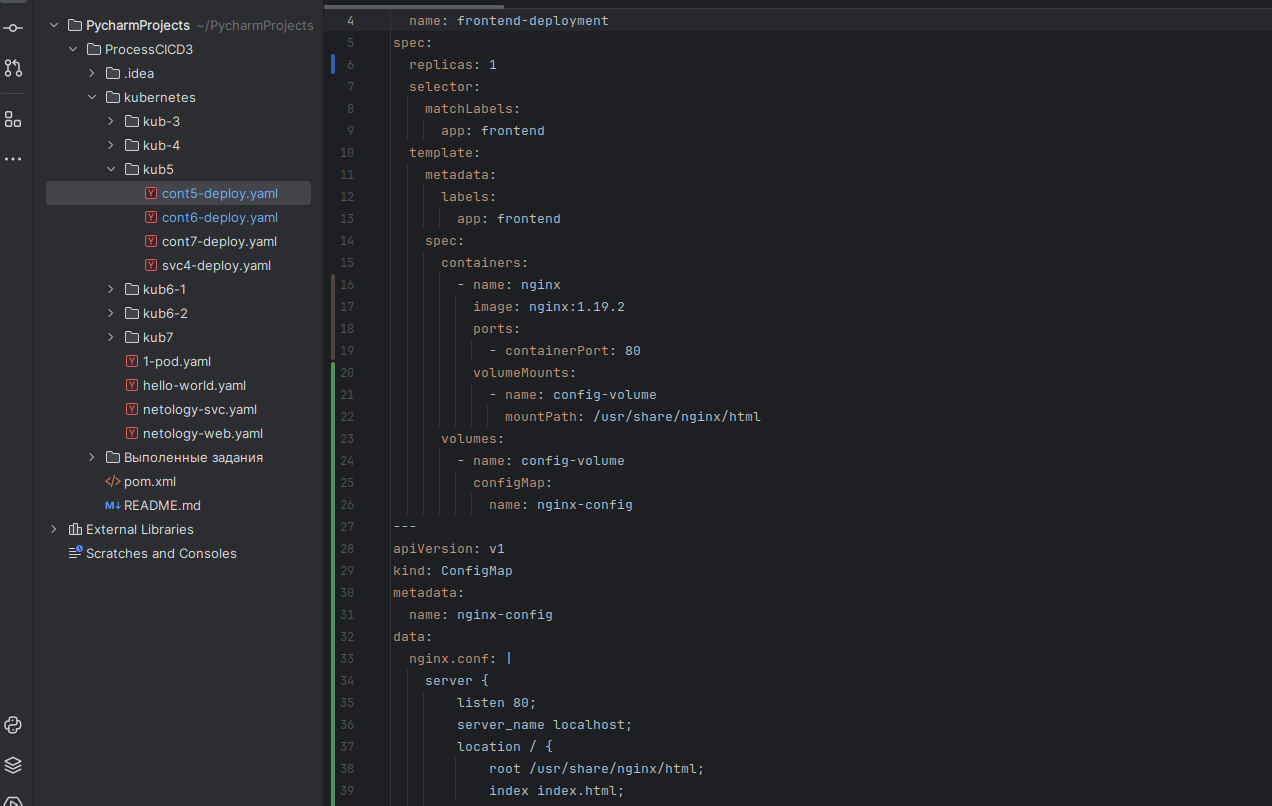 PycharmProjects ~/PycharmProjects
ProcessCICD3
.idea
kubernetes
kub-3
kub-4
kub5
cont5-deploy.yaml
cont6-deploy.yaml
cont7-deploy.yaml
svc4-deploy.yaml
kub6-1
kub6-2
kub7
1-pod.yaml
hello-world.yaml
netology-svc.yaml
netology-web.yaml
Выполенные задания
pom.xml
README.md
External Libraries
Scratches and Consoles
4 name: frontend-deployment
5 spec:
6 replicas: 1
7 selector:
8 matchLabels:
9 app: frontend
10 template:
11 metadata:
12 labels:
13 app: frontend
14 spec:
15 containers:
16 - name: nginx
17 image: nginx:1.19.2
18 ports:
19 - containerPort: 80
20 volumeMounts:
21 - name: config-volume
22 mountPath: /usr/share/nginx/html
23 volumes:
24 - name: config-volume
25 configMap:
26 name: nginx-config
27 ---
28 apiVersion: v1
29 kind: ConfigMap
30 metadata:
31 name: nginx-config
32 data:
33 nginx.conf: |
34 server {
35 listen 80;
36 server_name localhost;
37 location / {
38 root /usr/share/nginx/html;
39 index index.html;